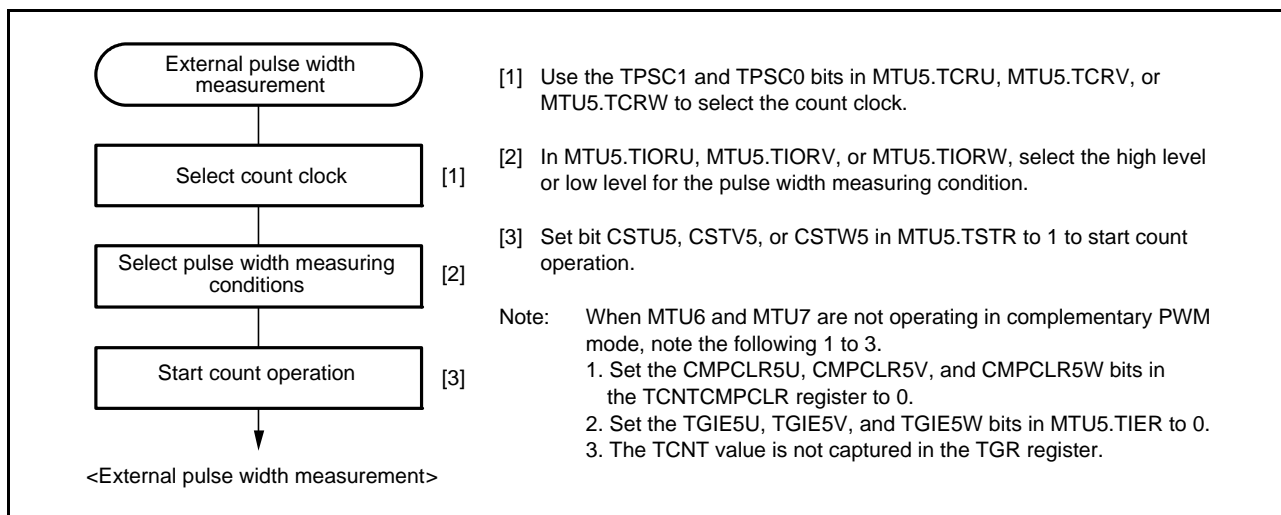 External pulse width
measurement
Select count clock
[1]
Select pulse width measuring
conditions
[2]
Start count operation
[3]
<External pulse width measurement>
[1] Use the TPSC1 and TPSC0 bits in MTU5.TCRU, MTU5.TCRV, or
MTU5.TCRW to select the count clock.
[2] In MTU5.TIORU, MTU5.TIORV, or MTU5.TIORW, select the high level
or low level for the pulse width measuring condition.
[3] Set bit CSTU5, CSTV5, or CSTW5 in MTU5.TSTR to 1 to start count
operation.
Note: When MTU6 and MTU7 are not operating in complementary PWM
mode, note the following 1 to 3.
1. Set the CMPCLR5U, CMPCLR5V, and CMPCLR5W bits in
the TCNTCMPCLR register to 0.
2. Set the TGIE5U, TGIE5V, and TGIE5W bits in MTU5.TIER to 0.
3. The TCNT value is not captured in the TGR register.